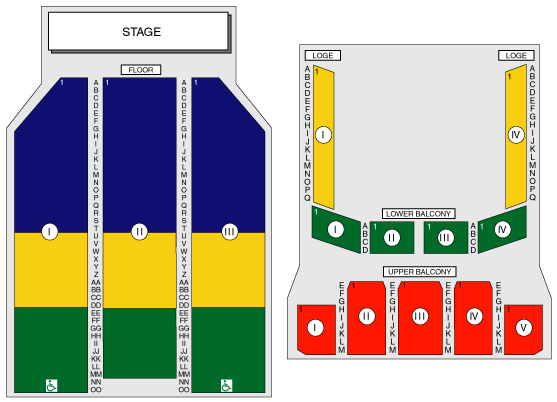 STAGE
FLOOR
1 1 1
A A
B B
C C
D D
E E
F F
G G
H H
I I
J J
K K
L L
M M
N N
O O
P P
Q Q
R R
S S
T T
I U II U III
V V
W W
X X
Y Y
Z Z
AA AA
BB BB
CC CC
DD DD
EE EE
FF FF
GG GG
HH HH
II II
JJ JJ
KK KK
LL LL
MM MM
NN NN
OO OO
LOGE LOGE
A 1 1 A
B B
C C
D D
E E
F F
G G
H I IV H
I I
J J
K K
L L
M M
N N
O O
P P
Q Q
LOWER BALCONY
1 1 1 1
I A II III A IV
B B
C C
D D
UPPER BALCONY
E 1 E 1 E 1 E
F F F F
G G G G
1 H H H H 1
I I II I III I IV I V
J J J J
K K K K
L L L L
M M M M